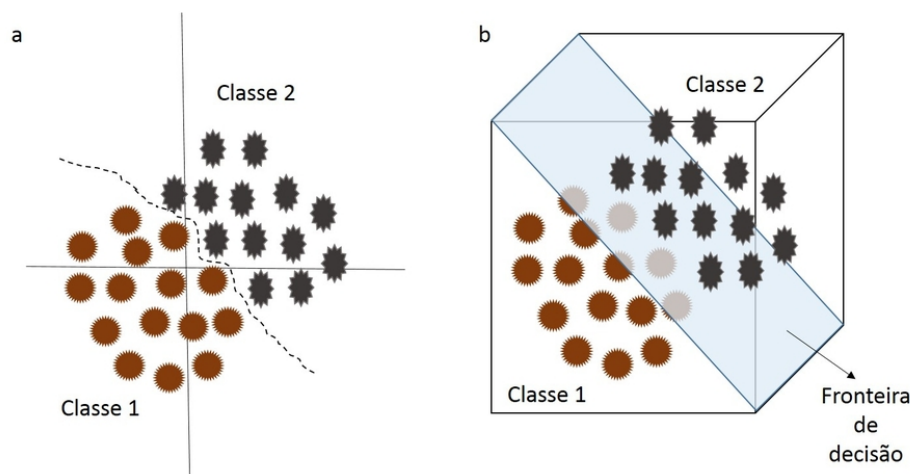 a
Classe 2
Classe 1
b
Classe 2
Classe 1
Fronteira
de
decisão